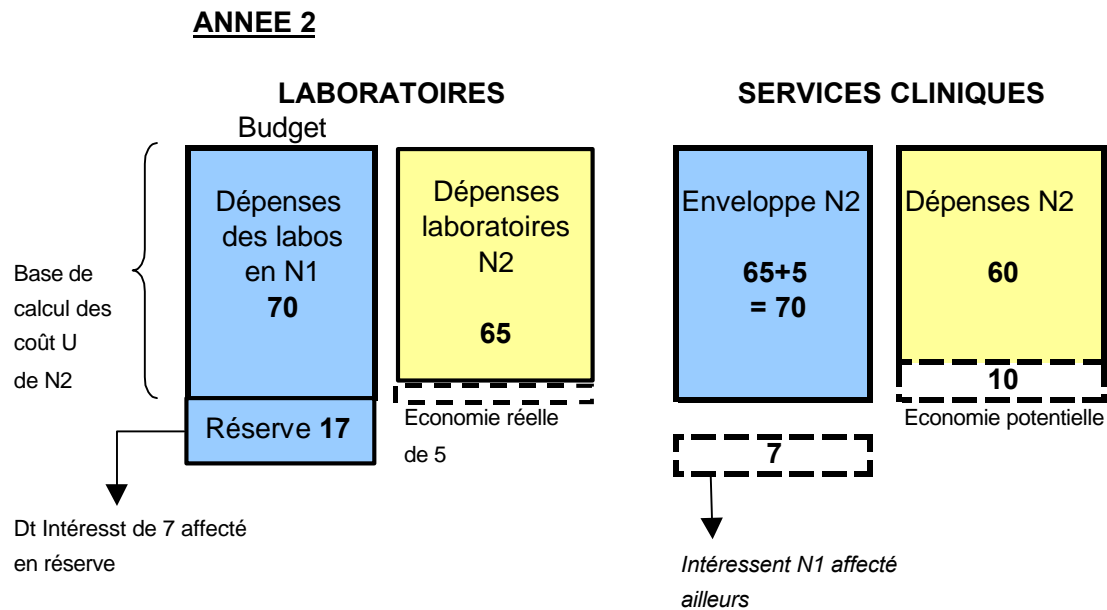 ANNEE 2
LABORATOIRES
Budget
Base de
calcul des
coût U
de N2
Dépenses
des labos
en N1
70
Réserve 17
Dt Intéresst de 7 affecté
en réserve
Dépenses
laboratoires
N2
65
Economie réelle
de 5
SERVICES CLINIQUES
Enveloppe N2
65+5
= 70
7
Intéressent N1 affecté
ailleurs
Dépenses N2
60
10
Economie potentielle